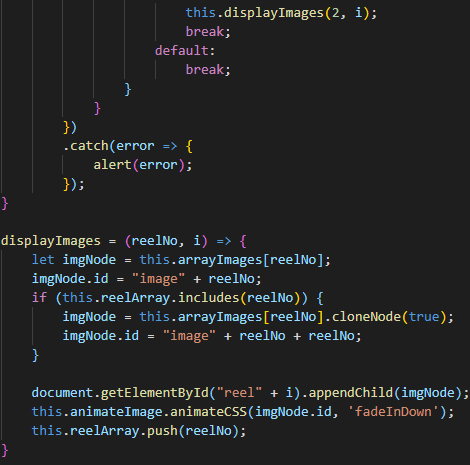 this.displayImages(2, i);
break;
default:
break;
}
}
})
.catch(error => {
alert(error);
});
}
displayImages = (reelNo, i) => {
let imgNode = this.arrayImages[reelNo];
imgNode.id = "image" + reelNo;
if (this.reelArray.includes(reelNo)) {
imgNode = this.arrayImages[reelNo].cloneNode(true);
imgNode.id = "image" + reelNo + reelNo;
}
document.getElementById("reel" + i).appendChild(imgNode);
this.animateImage.animateCSS(imgNode.id, 'fadeInDown');
this.reelArray.push(reelNo);
}